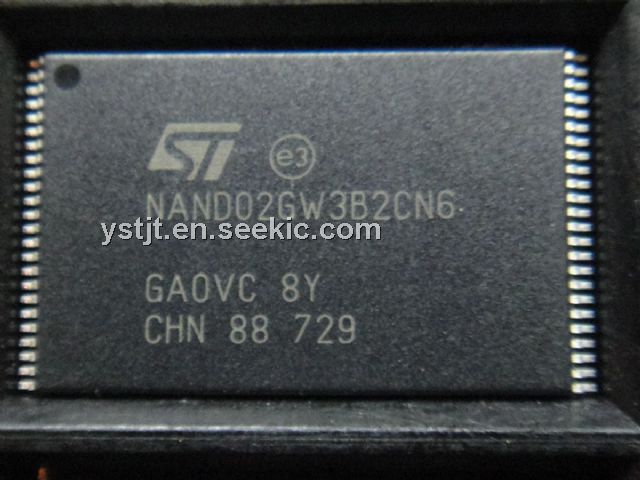 ST e3
NAND02GW3B2CN6
ystjt.en.seekic.com
GA0VC 8Y
CHN 88 729